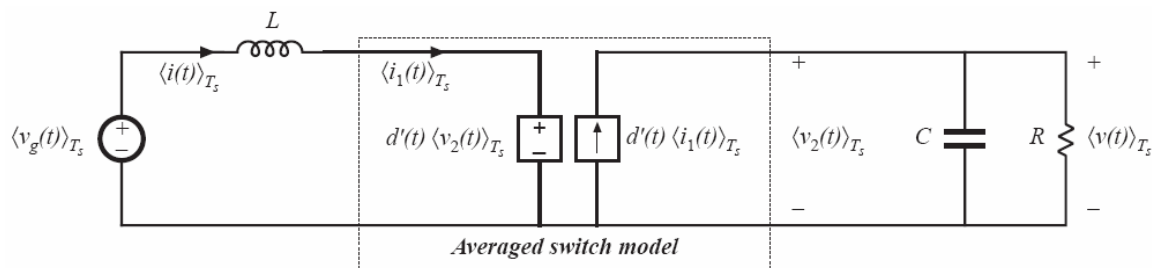 L
⟨i(t)⟩Ts
⟨i1(t)⟩Ts
+
+
⟨vg(t)⟩Ts
+
−
d′(t) ⟨v2(t)⟩Ts
+
−
d′(t) ⟨i1(t)⟩Ts
⟨v2(t)⟩Ts
C
R
⟨v(t)⟩Ts
−
−
Averaged switch model